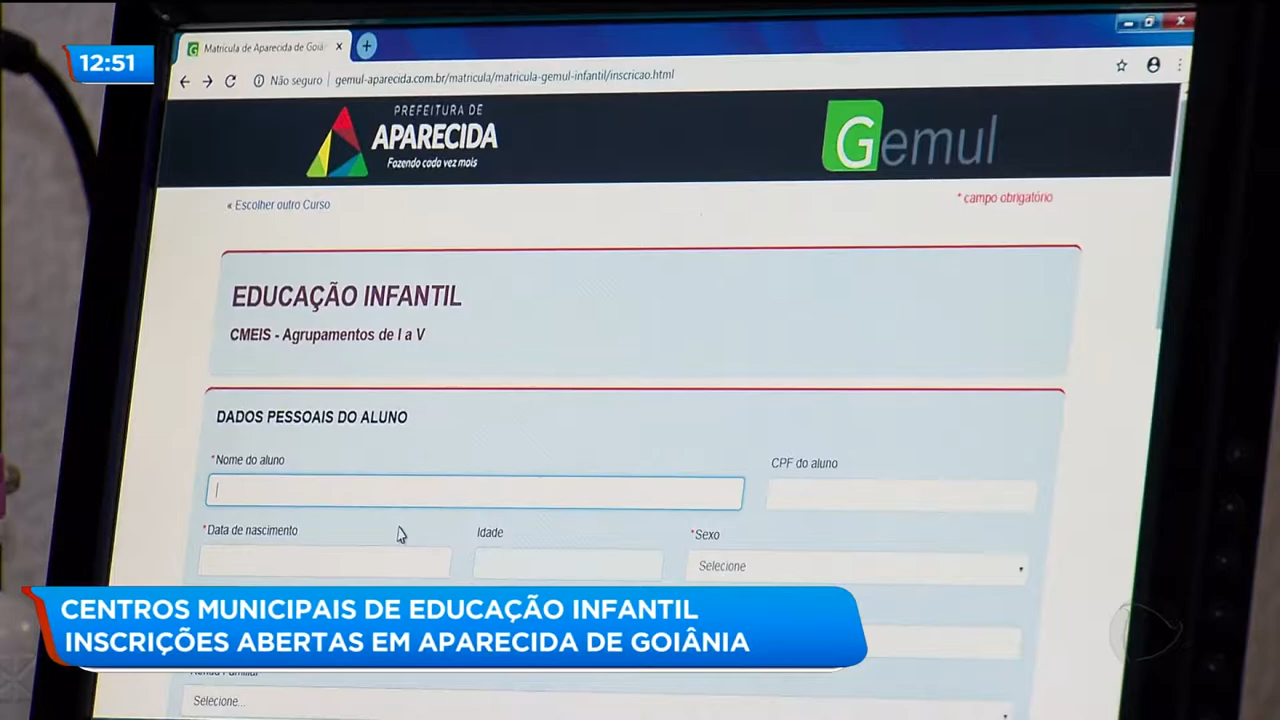 12:51
Matricula de Aparecida de Goiâ
Não seguro | gemul-aparecida.com.br/matricula/matricula-gemul-infantil/inscricao.html
PREFEITURA DE
APARECIDA
Fazendo cada vez mais
Gemul
« Escolher outro Curso
* campo obrigatório
EDUCAÇÃO INFANTIL
CMEIS - Agrupamentos de I a V
DADOS PESSOAIS DO ALUNO
*Nome do aluno
CPF do aluno
*Data de nascimento
Idade
*Sexo
Selecione
CENTROS MUNICIPAIS DE EDUCAÇÃO INFANTIL
INSCRIÇÕES ABERTAS EM APARECIDA DE GOIÂNIA
Selecione...